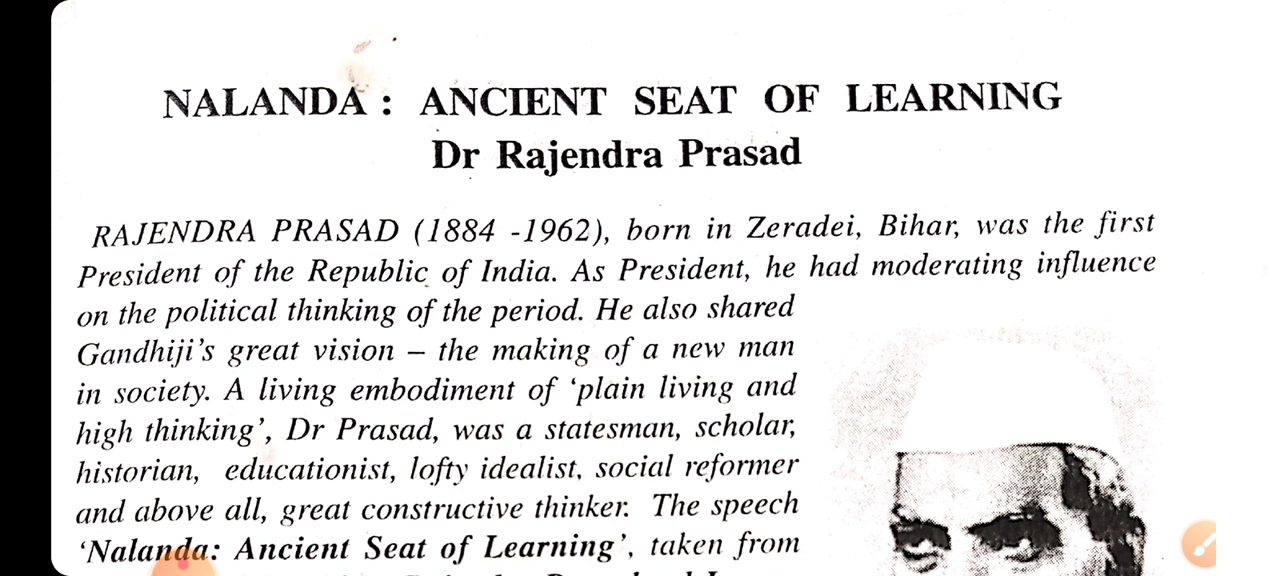 NALANDA : ANCIENT SEAT OF LEARNING
Dr Rajendra Prasad
RAJENDRA PRASAD (1884 -1962), born in Zeradei, Bihar, was the first
President of the Republic of India. As President, he had moderating influence
on the political thinking of the period. He also shared
Gandhiji's great vision – the making of a new man
in society. A living embodiment of 'plain living and
high thinking', Dr Prasad, was a statesman, scholar,
historian, educationist, lofty idealist, social reformer
and above all, great constructive thinker. The speech
'Nalanda: Ancient Seat of Learning', taken from